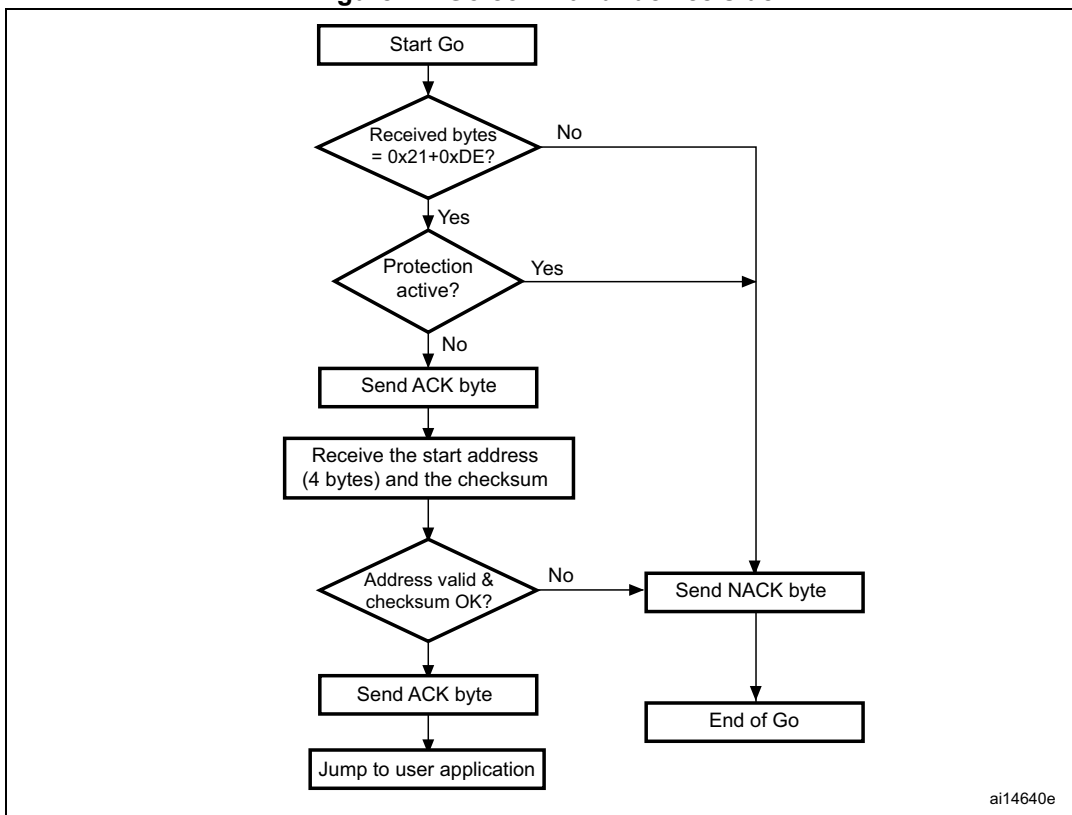 Start Go
Received bytes
= 0x21+0xDE?
No
Yes
Protection
active?
Yes
No
Send ACK byte
Receive the start address
(4 bytes) and the checksum
Address valid &
checksum OK?
No
Send NACK byte
Send ACK byte
End of Go
Jump to user application
ai14640e